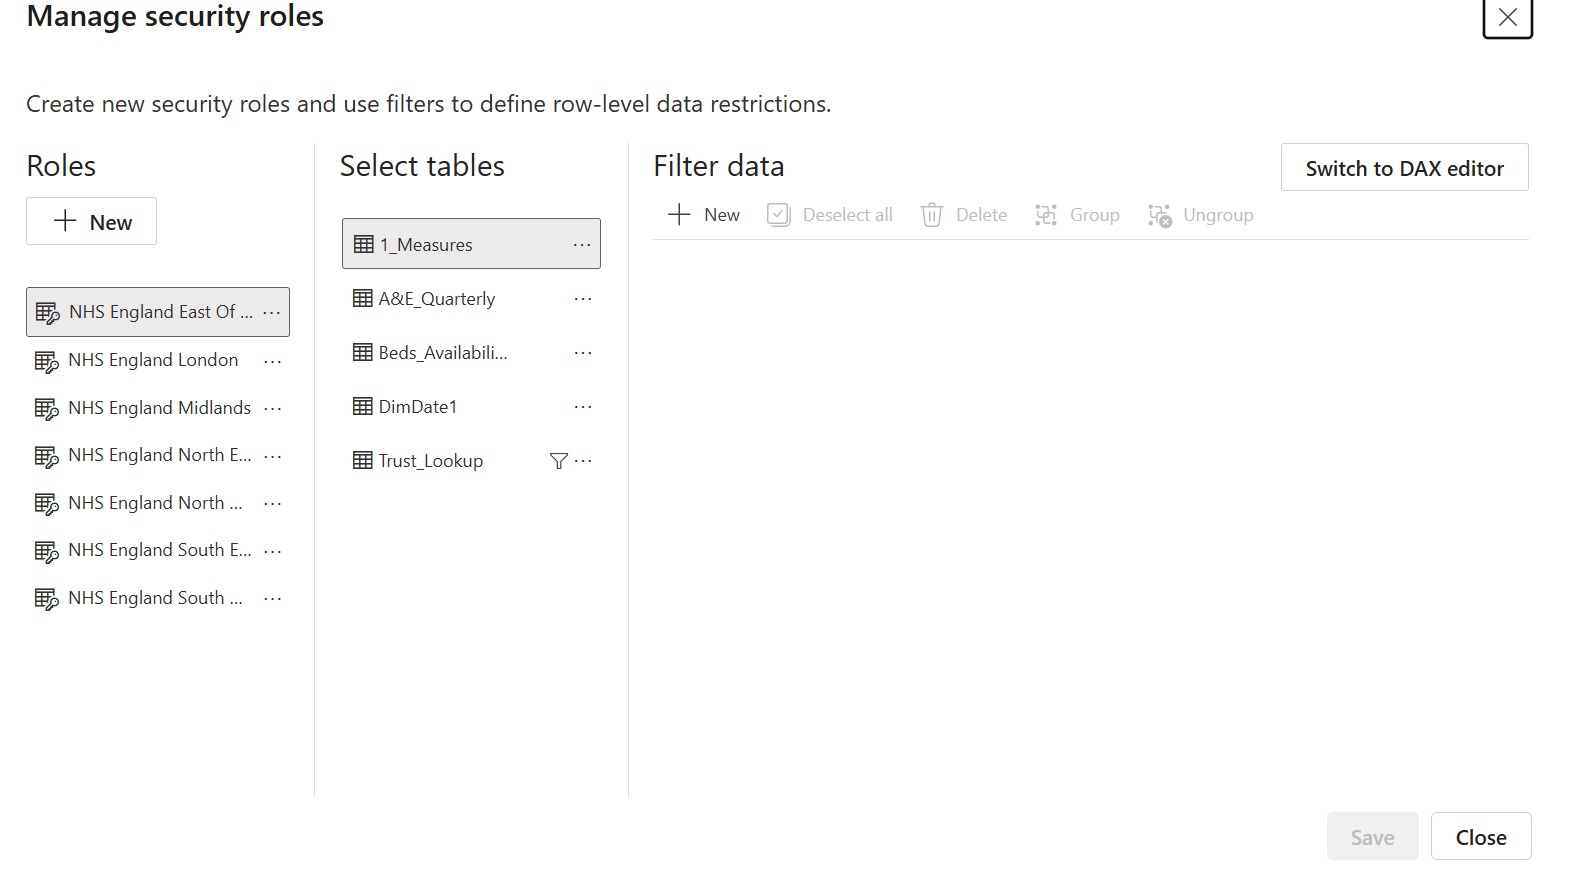 Manage security roles
Create new security roles and use filters to define row-level data restrictions.
Roles
New
NHS England East Of ...
NHS England London
NHS England Midlands
NHS England North E...
NHS England North ...
NHS England South E...
NHS England South ...
Select tables
1_Measures
A&E_Quarterly
Beds_Availabili...
DimDate1
Trust_Lookup
Filter data
Switch to DAX editor
New Deselect all Delete Group Ungroup
Save Close